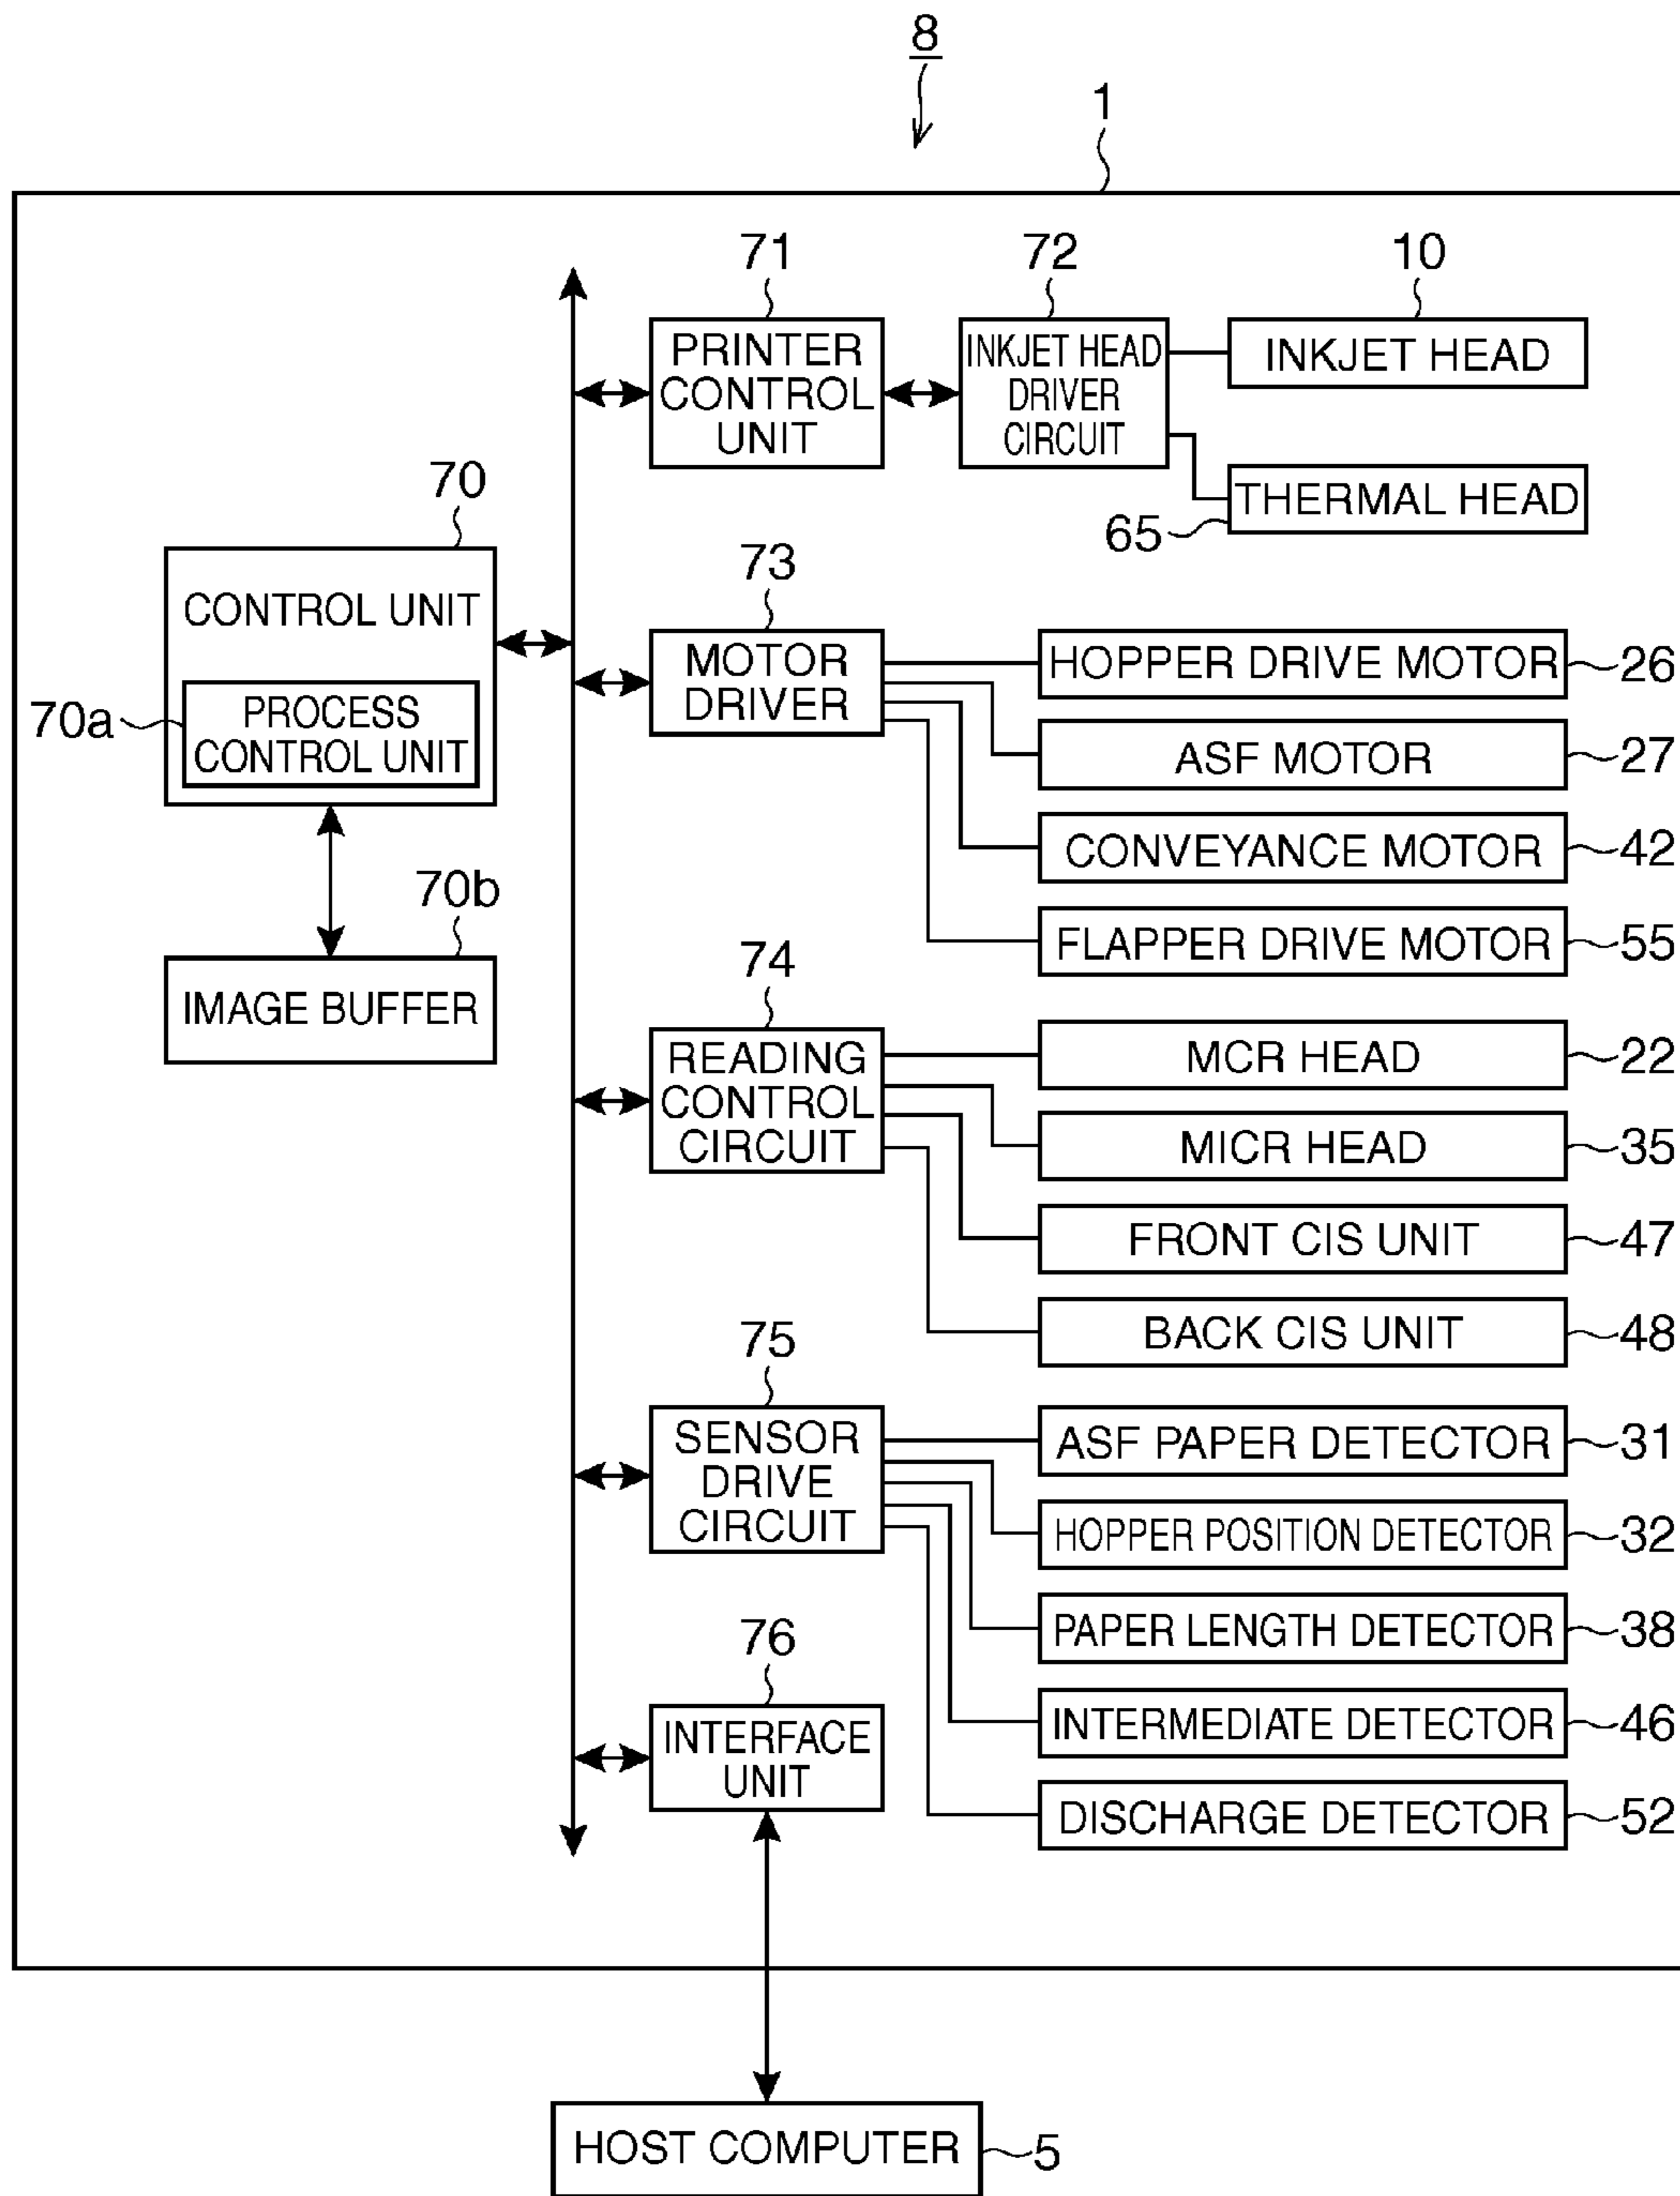 8
1
71
72
10
PRINTER
CONTROL
UNIT
INKJET HEAD
DRIVER
CIRCUIT
INKJET HEAD
THERMAL HEAD
65
70
CONTROL UNIT
70a
PROCESS
CONTROL UNIT
70b
IMAGE BUFFER
73
MOTOR
DRIVER
HOPPER DRIVE MOTOR
26
ASF MOTOR
27
CONVEYANCE MOTOR
42
FLAPPER DRIVE MOTOR
55
74
READING
CONTROL
CIRCUIT
MCR HEAD
22
MICR HEAD
35
FRONT CIS UNIT
47
BACK CIS UNIT
48
75
SENSOR
DRIVE
CIRCUIT
ASF PAPER DETECTOR
31
HOPPER POSITION DETECTOR
32
PAPER LENGTH DETECTOR
38
INTERMEDIATE DETECTOR
46
DISCHARGE DETECTOR
52
76
INTERFACE
UNIT
HOST COMPUTER
5